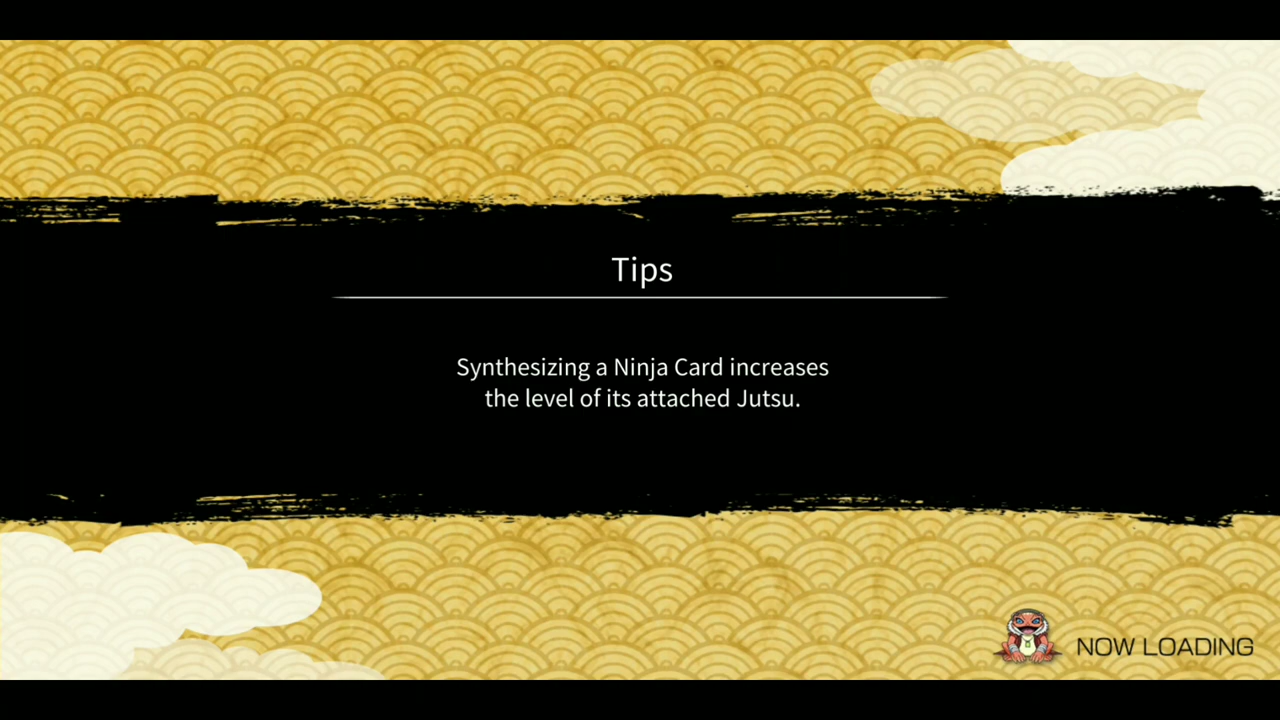 Tips
Synthesizing a Ninja Card increases
the level of its attached Jutsu.
NOW LOADING